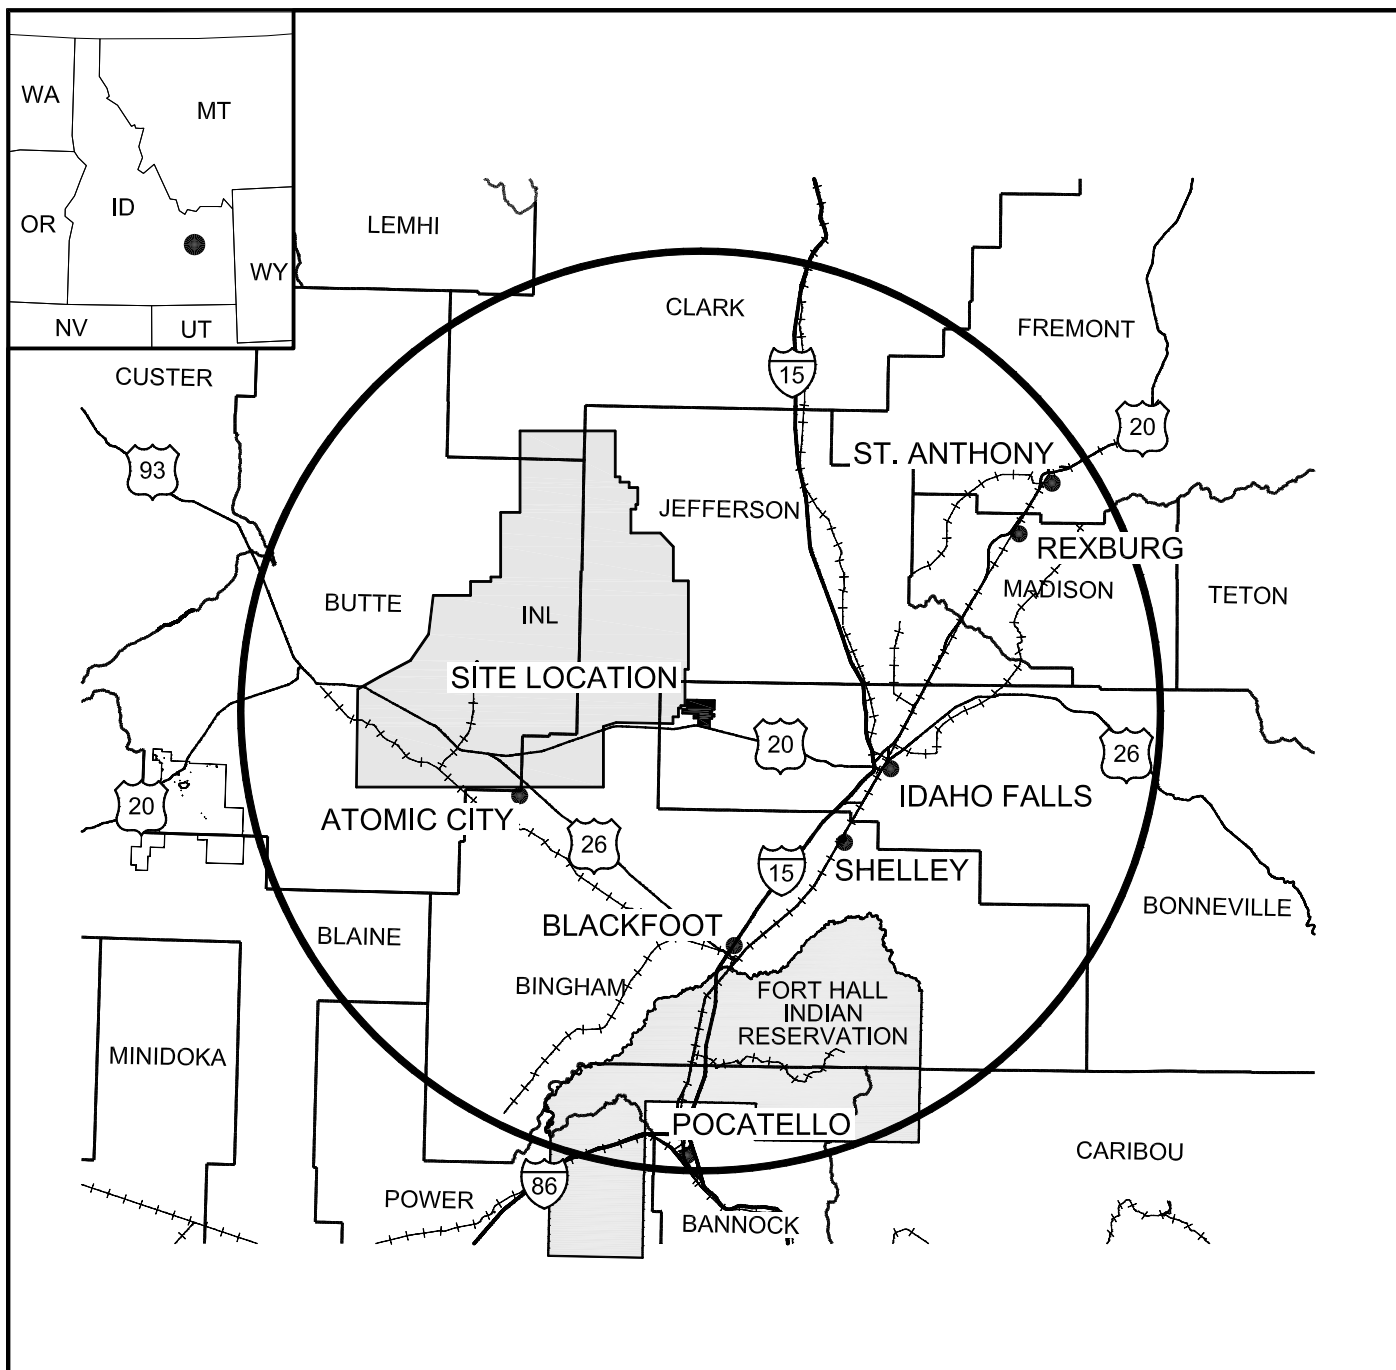 WA
MT
ID
OR
WY
NV
UT
LEMHI
CLARK
FREMONT
CUSTER
15
20
93
ST. ANTHONY
JEFFERSON
REXBURG
BUTTE
INL
MADISON
TETON
SITE LOCATION
20
26
20
IDAHO FALLS
ATOMIC CITY
26
15
SHELLEY
BONNEVILLE
BLACKFOOT
BLAINE
BINGHAM
FORT HALL
INDIAN
RESERVATION
MINIDOKA
POCATELLO
CARIBOU
86
POWER
BANNOCK